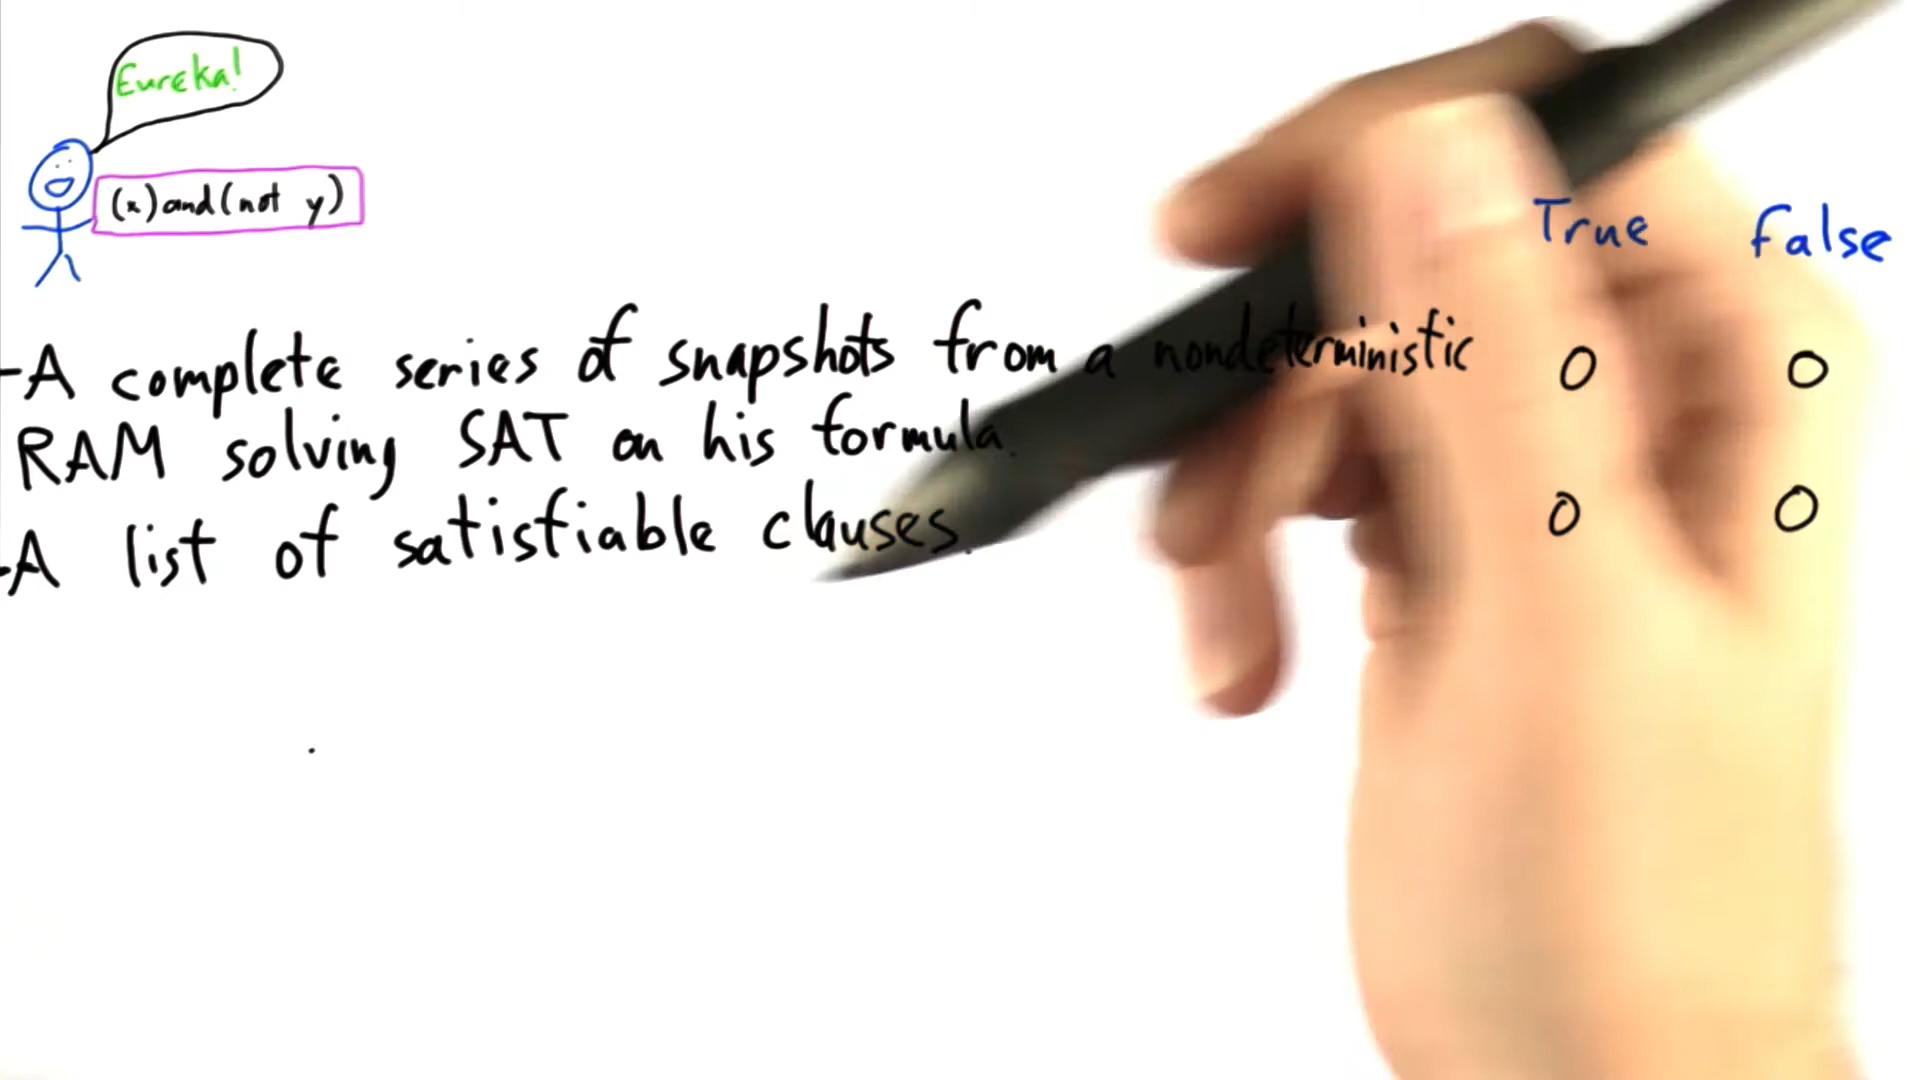 Eureka!
(x) and (not y)
True False
-A complete series of snapshots from a nondeterministic O O
RAM solving SAT on his formula.
-A list of satisfiable clauses. O O